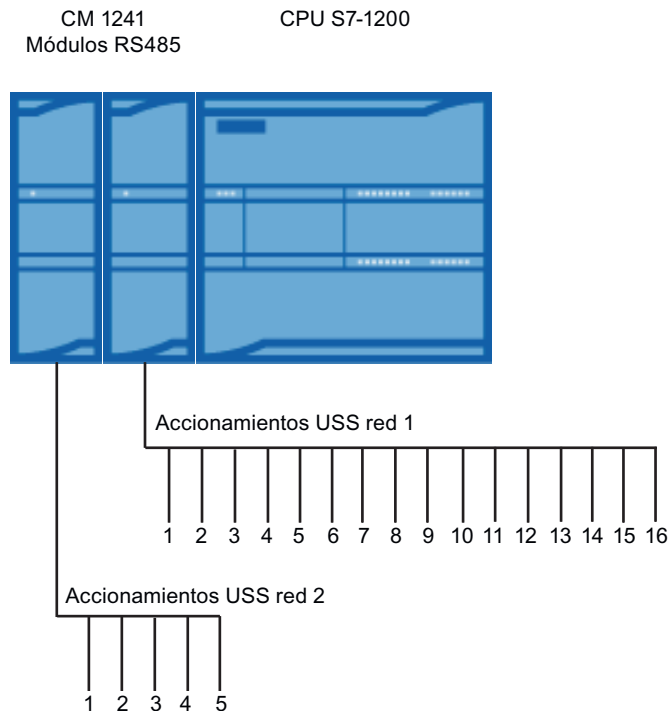 CM 1241
Módulos RS485
CPU S7-1200
Accionamientos USS red 1
1 2 3 4 5 6 7 8 9 10 11 12 13 14 15 16
Accionamientos USS red 2
1 2 3 4 5